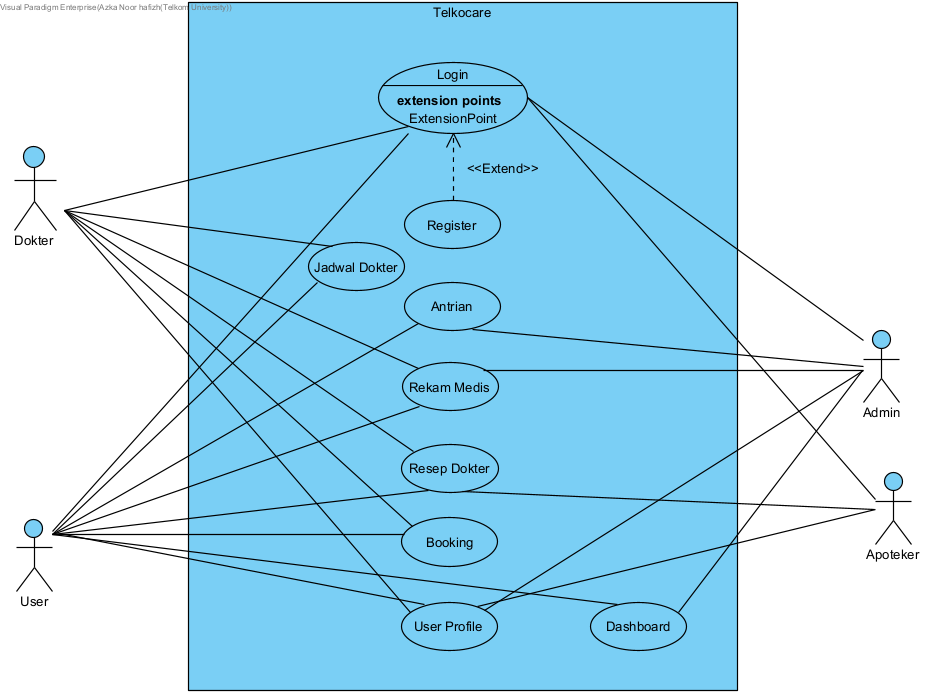 Visual Paradigm Enterprise(Azka Noor hafizh(Telkom University))
Telkocare
Login
extension points
ExtensionPoint
<<Extend>>
Register
Dokter
Jadwal Dokter
Antrian
Rekam Medis
Admin
Resep Dokter
Booking
Apoteker
User
User Profile
Dashboard